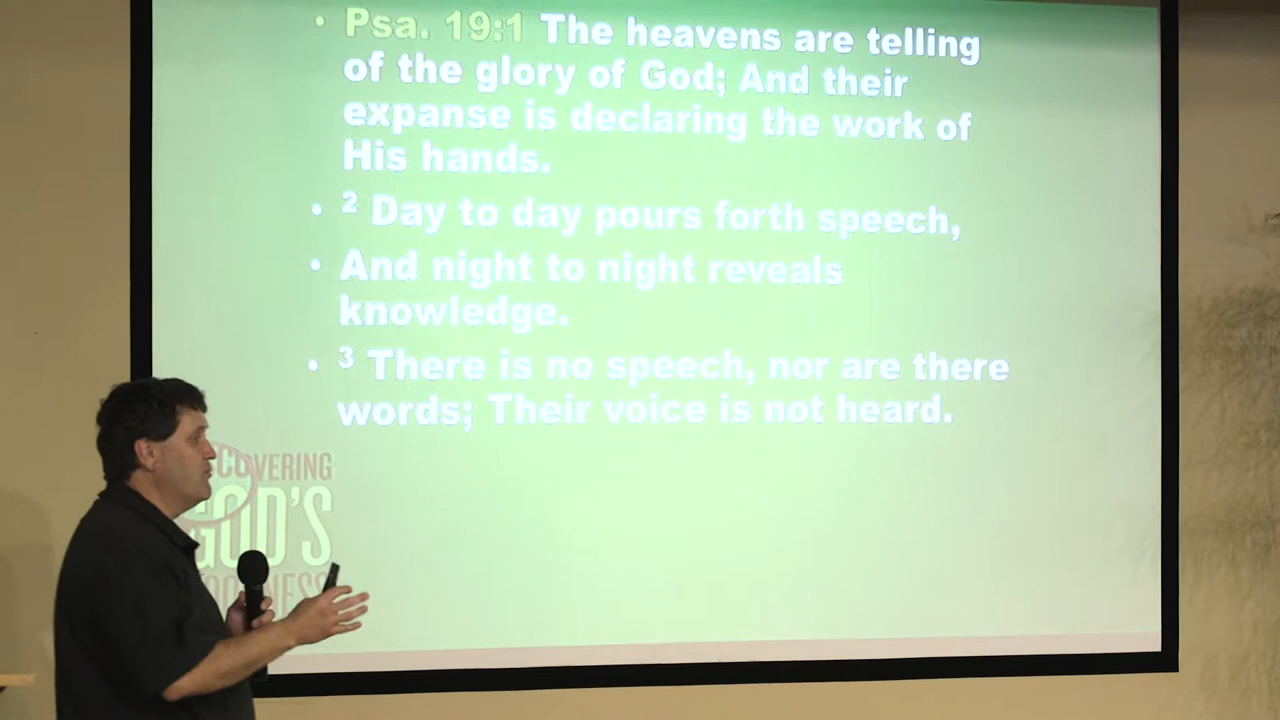 • Psa. 19:1 The heavens are telling
of the glory of God; And their
expanse is declaring the work of
His hands.
• 2 Day to day pours forth speech,
• And night to night reveals
knowledge.
• 3 There is no speech, nor are there
words; Their voice is not heard.
COVERING
GOD'S